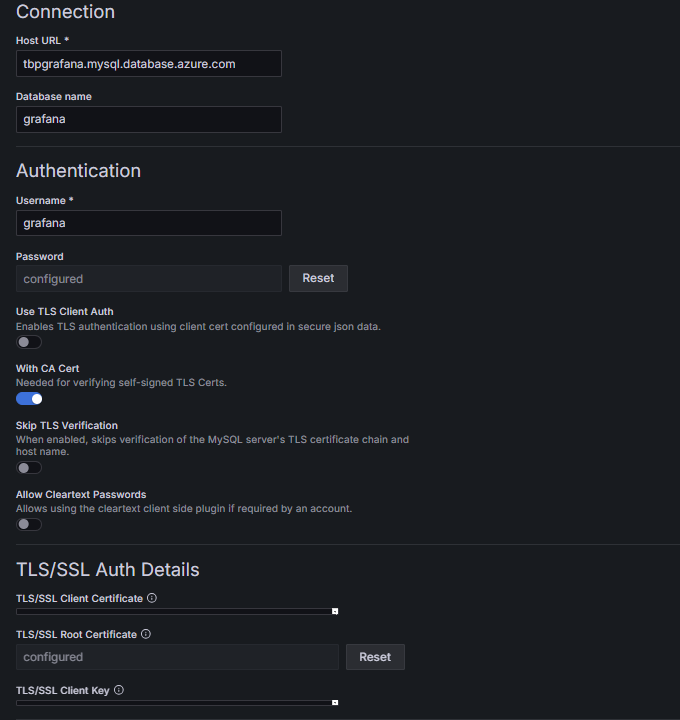 Connection
Host URL *
tbpgrafana.mysql.database.azure.com
Database name
grafana
Authentication
Username *
grafana
Password
configured
Reset
Use TLS Client Auth
Enables TLS authentication using client cert configured in secure json data.
With CA Cert
Needed for verifying self-signed TLS Certs.
Skip TLS Verification
When enabled, skips verification of the MySQL server's TLS certificate chain and
host name.
Allow Cleartext Passwords
Allows using the cleartext client side plugin if required by an account.
TLS/SSL Auth Details
TLS/SSL Client Certificate
TLS/SSL Root Certificate
configured
Reset
TLS/SSL Client Key